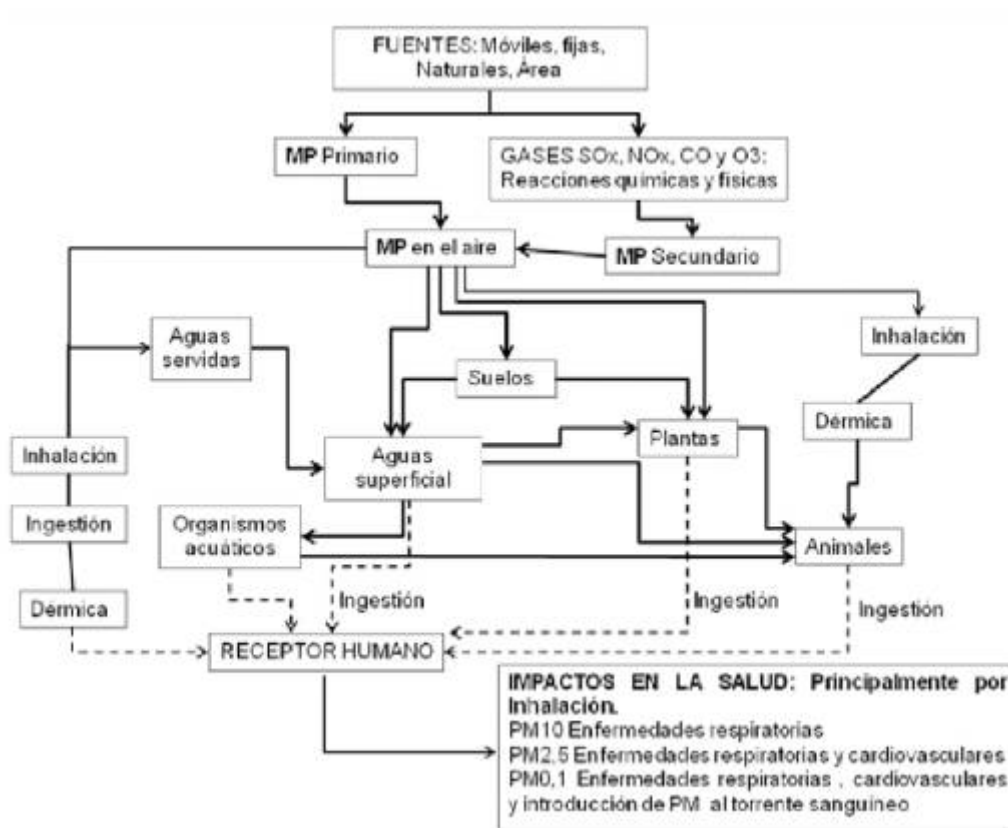 FUENTES: Móviles, fijas,
Naturales, Área
MP Primario
GASES SOx, NOx, CO y O3:
Reacciones químicas y físicas
MP en el aire
MP Secundario
Aguas
servidas
Inhalación
Suelos
Dérmica
Inhalación
Aguas
superficial
Plantas
Ingestión
Organismos
acuáticos
Animales
Dérmica
Ingestión
Ingestión
Ingestión
RECEPTOR HUMANO
IMPACTOS EN LA SALUD: Principalmente por
Inhalación.
PM10 Enfermedades respiratorias
PM2,5 Enfermedades respiratorias y cardiovasculares
PM0,1 Enfermedades respiratorias , cardiovasculares
y introducción de PM al torrente sanguíneo